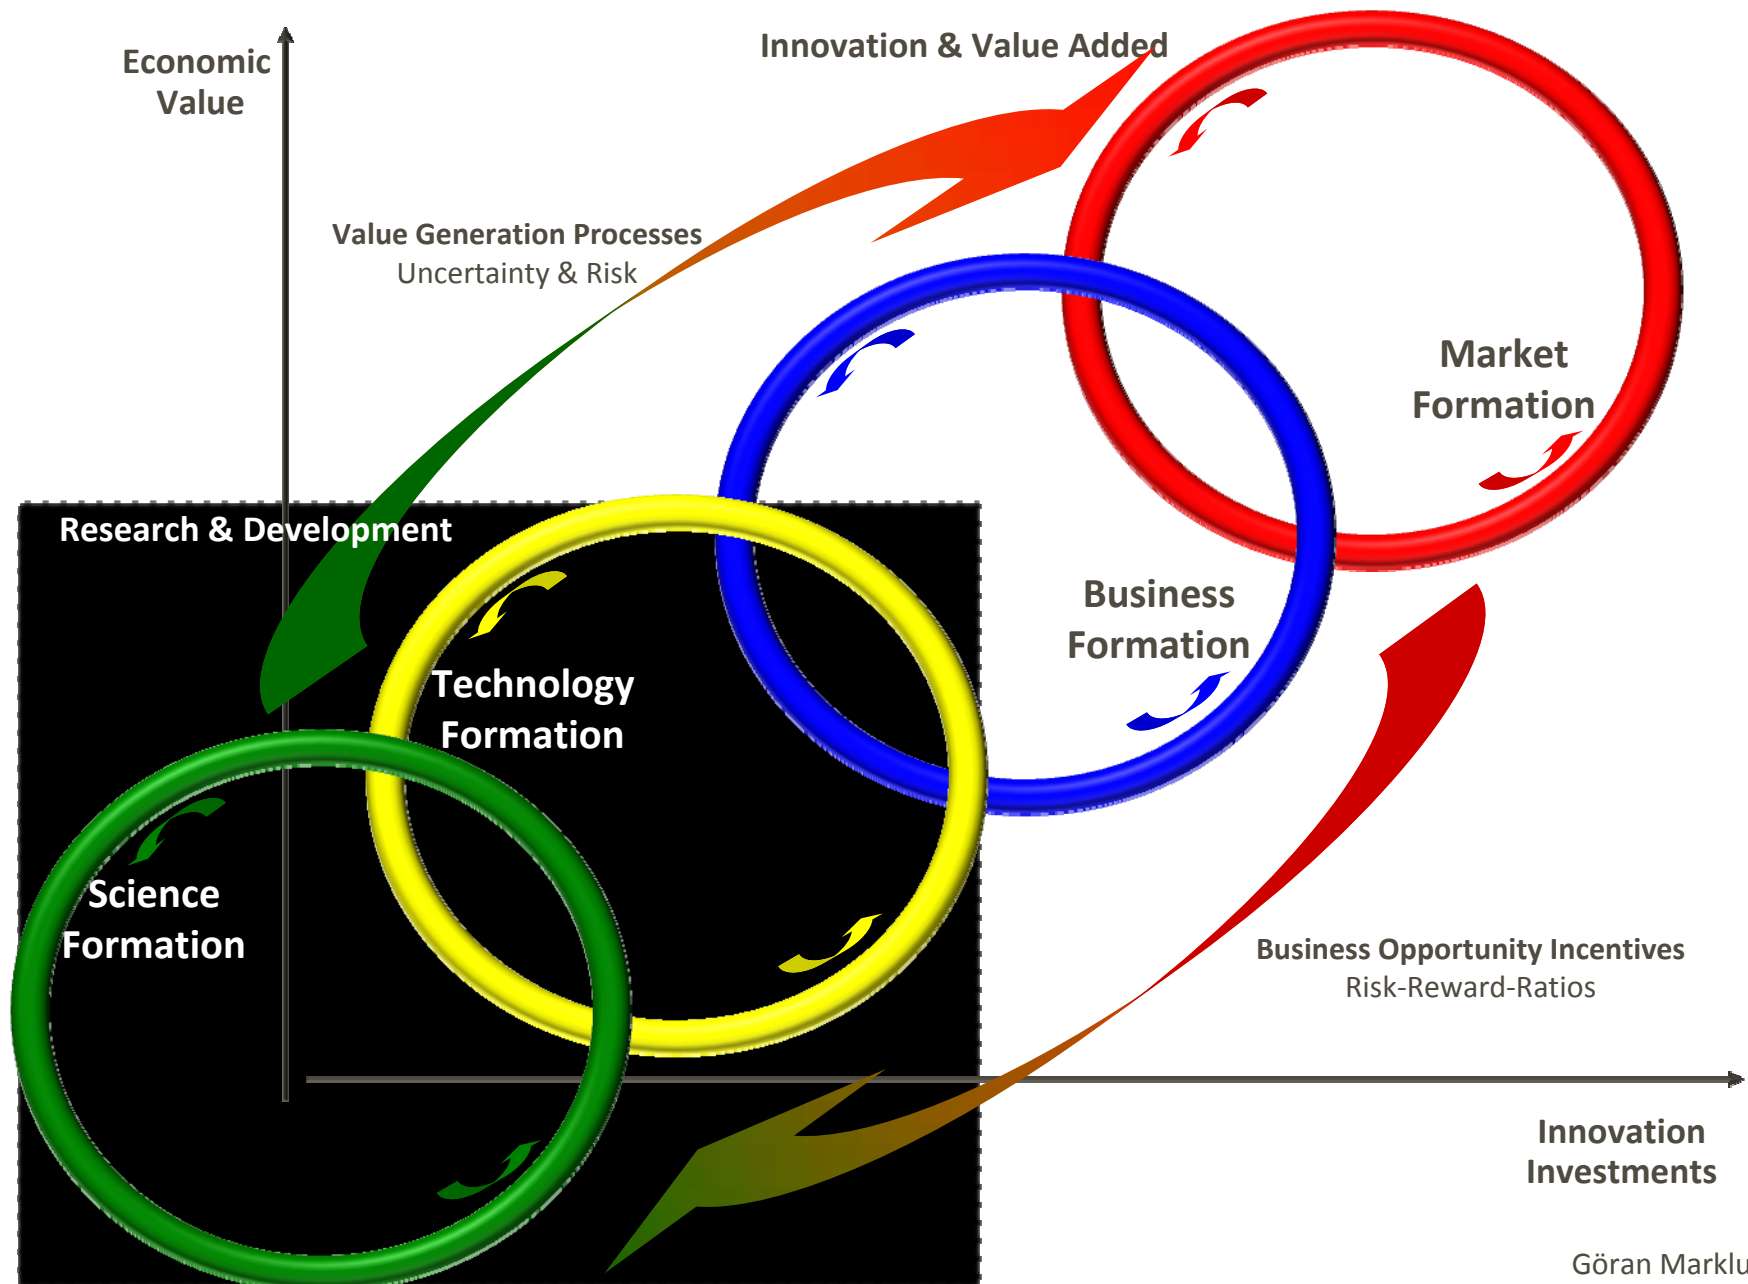 Economic
Value
Innovation & Value Added
Value Generation Processes
Uncertainty & Risk
Market
Formation
Research & Development
Business
Formation
Technology
Formation
Science
Formation
Business Opportunity Incentives
Risk-Reward-Ratios
Innovation
Investments
Göran